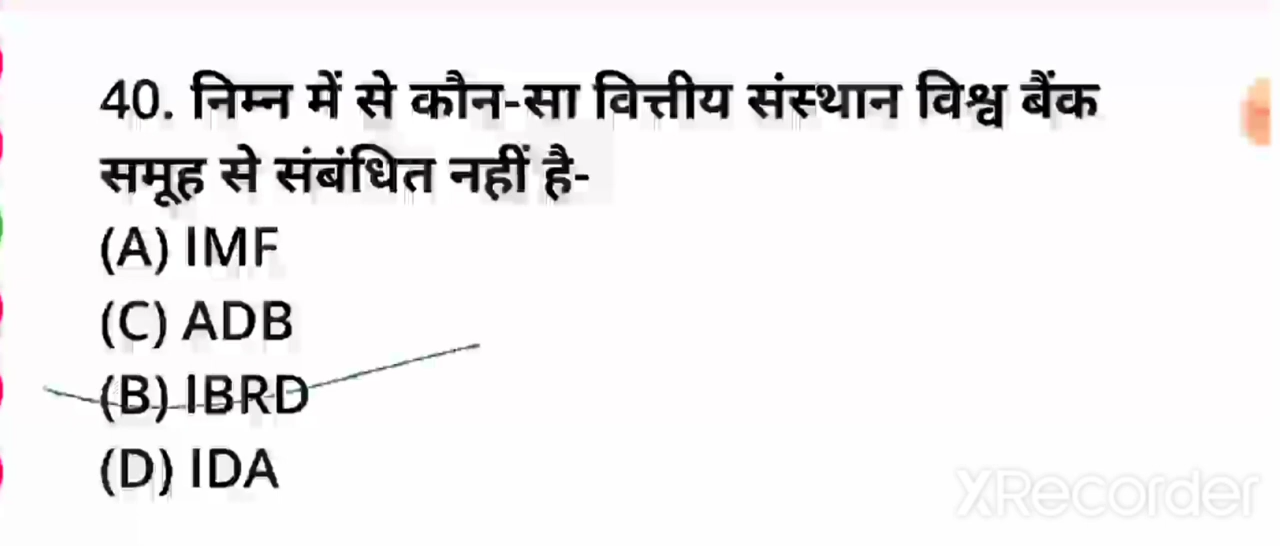 40. निम्न में से कौन-सा वित्तीय संस्थान विश्व बैंक
समूह से संबंधित नहीं है-
(A) IMF
(C) ADB
(B) IBRD
(D) IDA
XRecorder